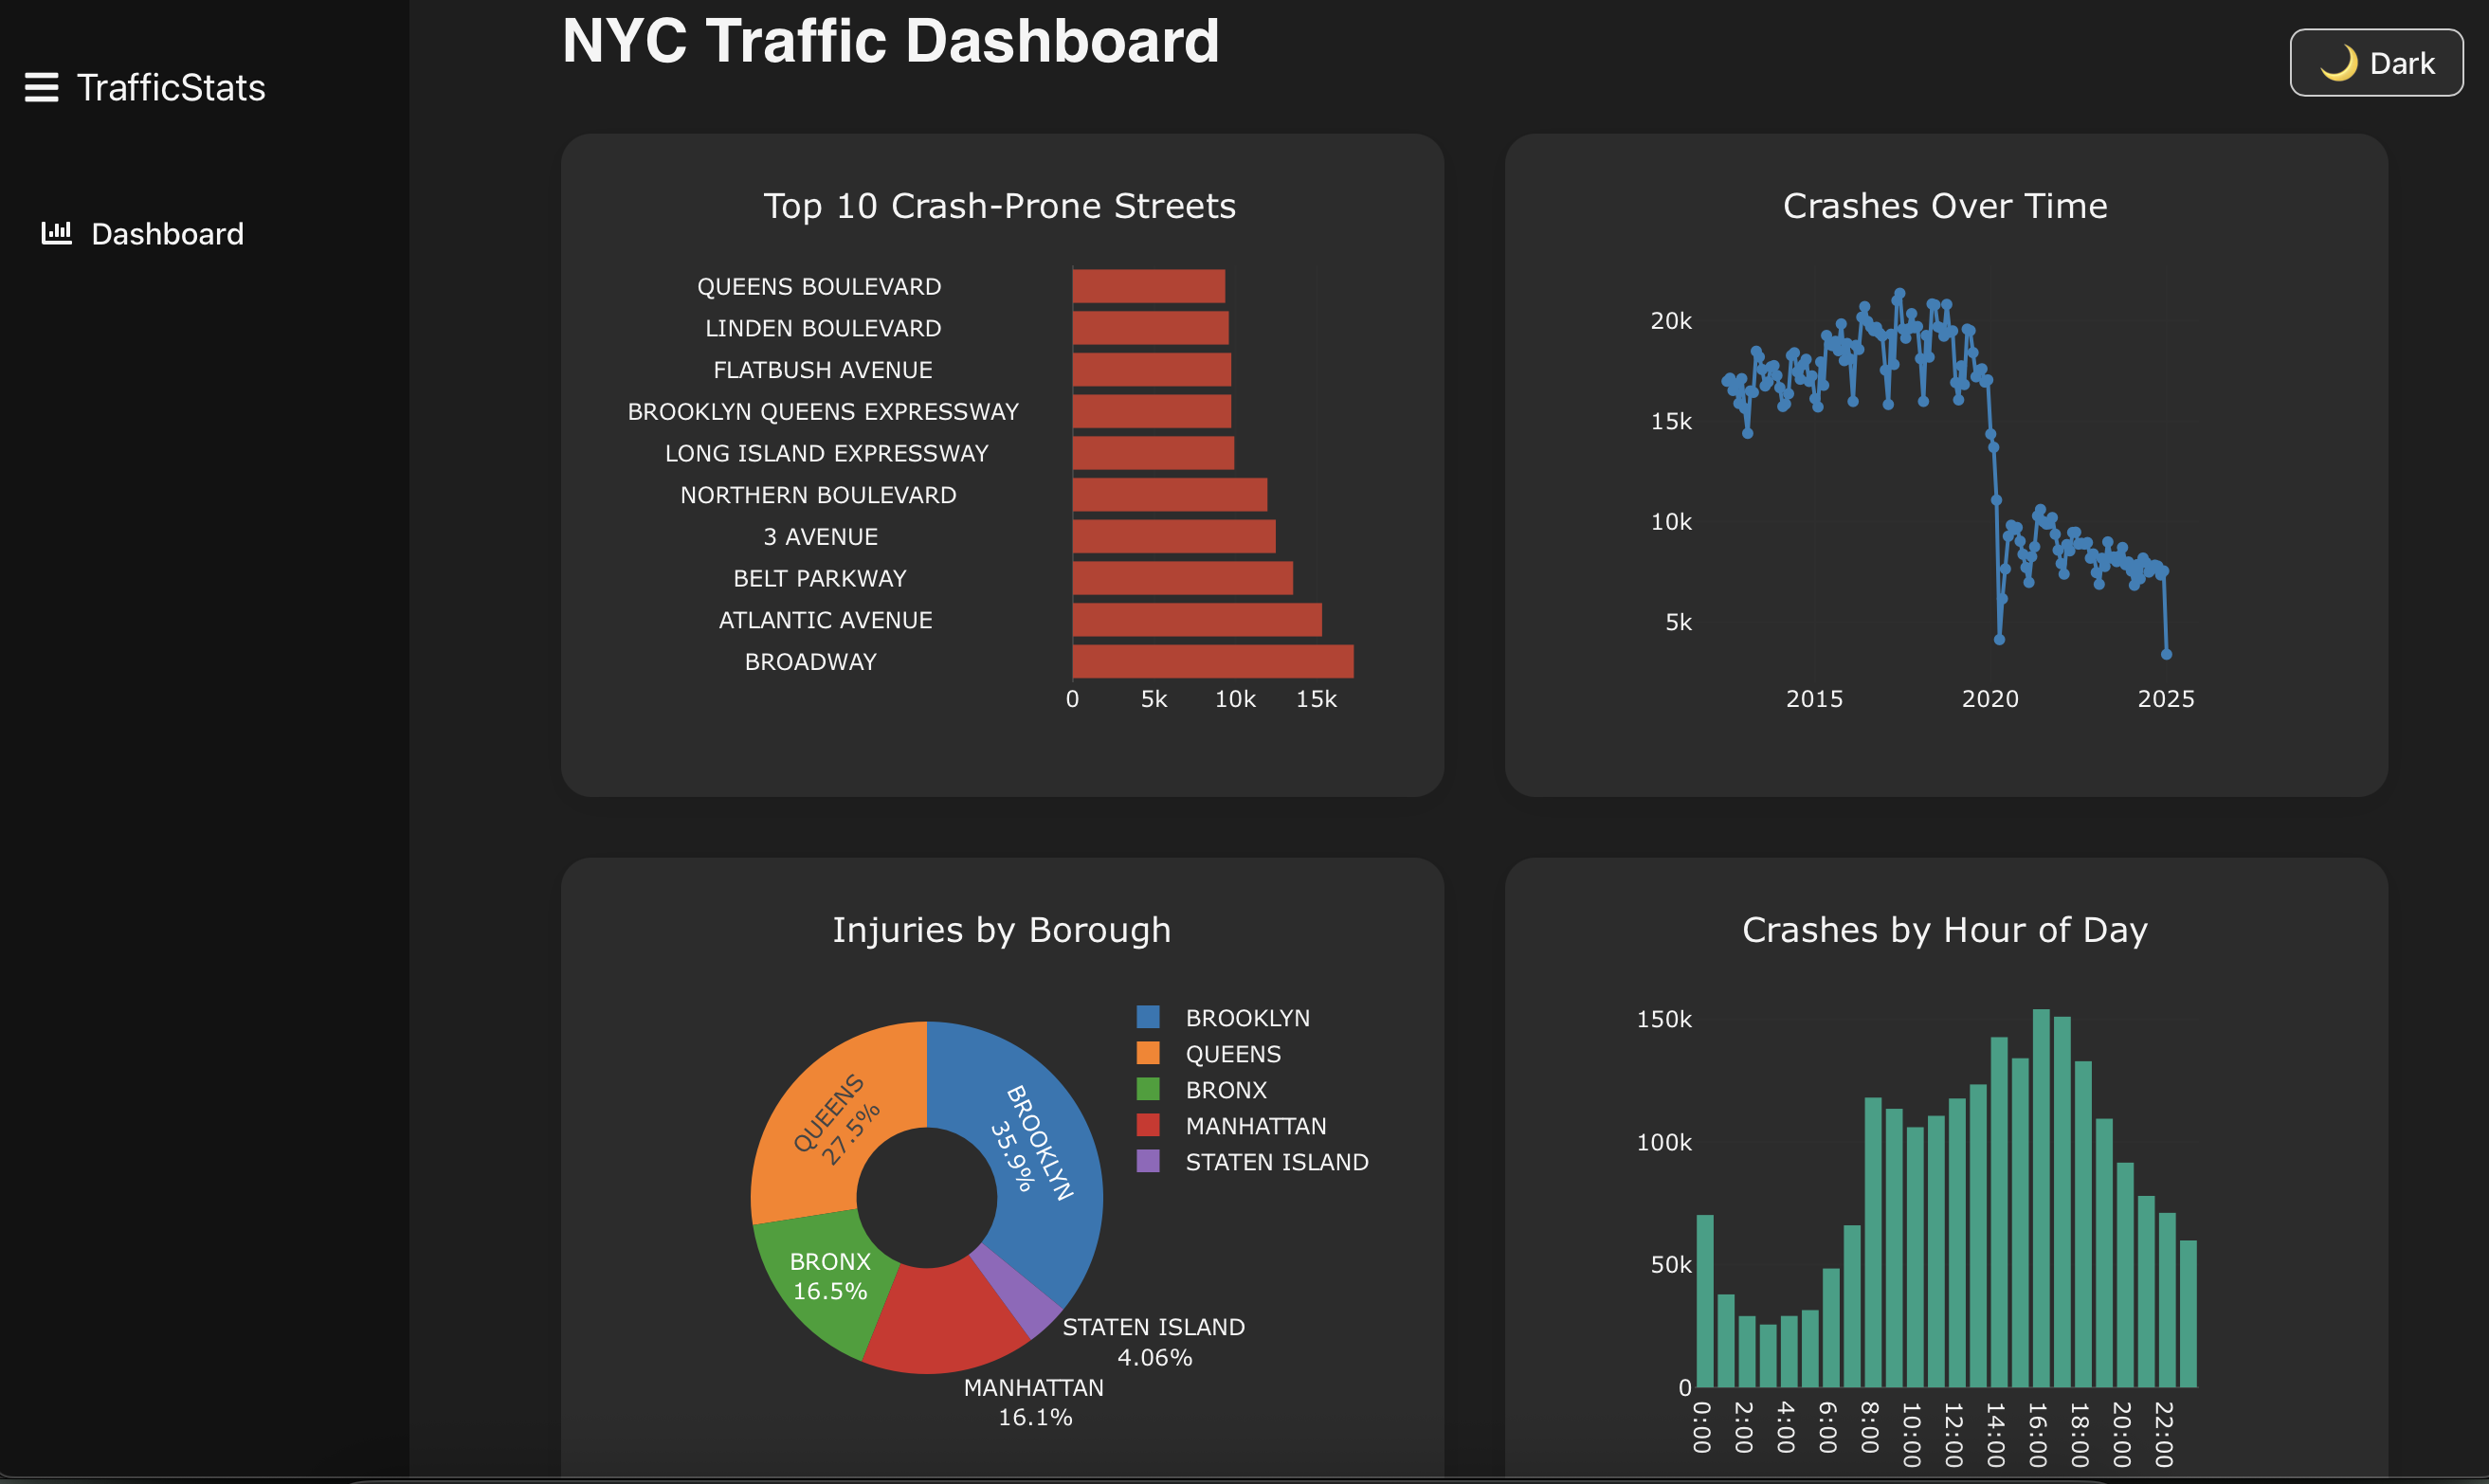 NYC Traffic Dashboard
TrafficStats
Dark
Dashboard
Top 10 Crash-Prone Streets
QUEENS BOULEVARD
LINDEN BOULEVARD
FLATBUSH AVENUE
BROOKLYN QUEENS EXPRESSWAY
LONG ISLAND EXPRESSWAY
NORTHERN BOULEVARD
3 AVENUE
BELT PARKWAY
ATLANTIC AVENUE
BROADWAY
0 5k 10k 15k
Crashes Over Time
20k
15k
10k
5k
2015 2020 2025
Injuries by Borough
BROOKLYN
QUEENS
BRONX
MANHATTAN
STATEN ISLAND
QUEENS
27.5%
BROOKLYN
35.9%
BRONX
16.5%
STATEN ISLAND
4.06%
MANHATTAN
16.1%
Crashes by Hour of Day
150k
100k
50k
0
0:00 2:00 4:00 6:00 8:00 10:00 12:00 14:00 16:00 18:00 20:00 22:00